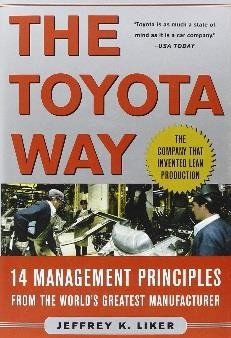 "Toyota is as much a state of
mind as it is a car company."
—USA TODAY
THE
TOYOTA
WAY
THE
COMPANY THAT
INVENTED LEAN
PRODUCTION
14 MANAGEMENT PRINCIPLES
FROM THE WORLD'S GREATEST MANUFACTURER
JEFFREY K. LIKER